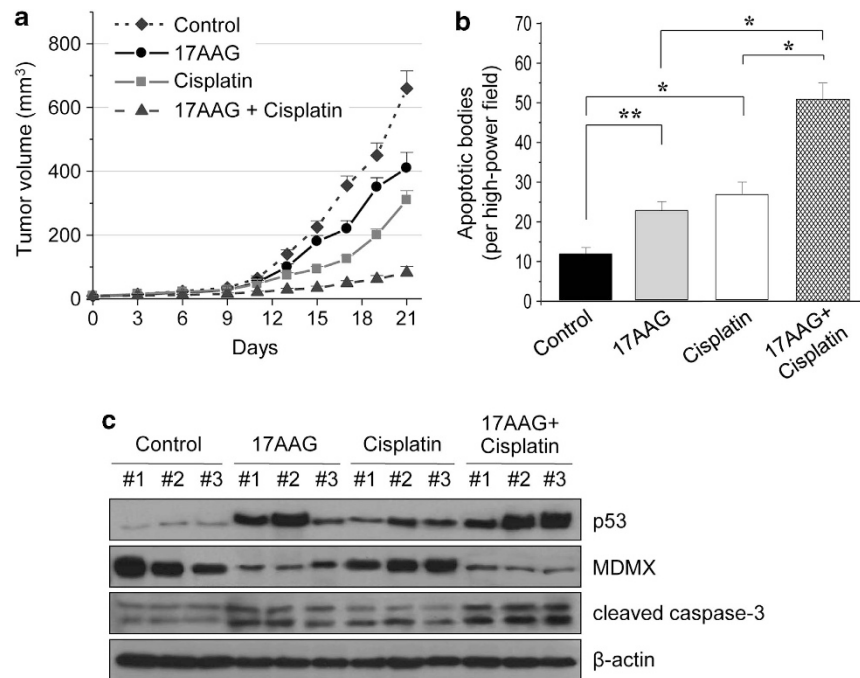 a
Control
17AAG
Cisplatin
17AAG + Cisplatin
Tumor volume (mm³)
800
600
400
200
0
0 3 6 9 12 15 18 21
Days
b
Apoptotic bodies
(per high-power field)
70
60
50
40
30
20
10
0
*
*
*
**
Control
17AAG
Cisplatin
17AAG+
Cisplatin
c
Control 17AAG Cisplatin 17AAG+
Cisplatin
#1 #2 #3 #1 #2 #3 #1 #2 #3 #1 #2 #3
p53
MDMX
cleaved caspase-3
β-actin